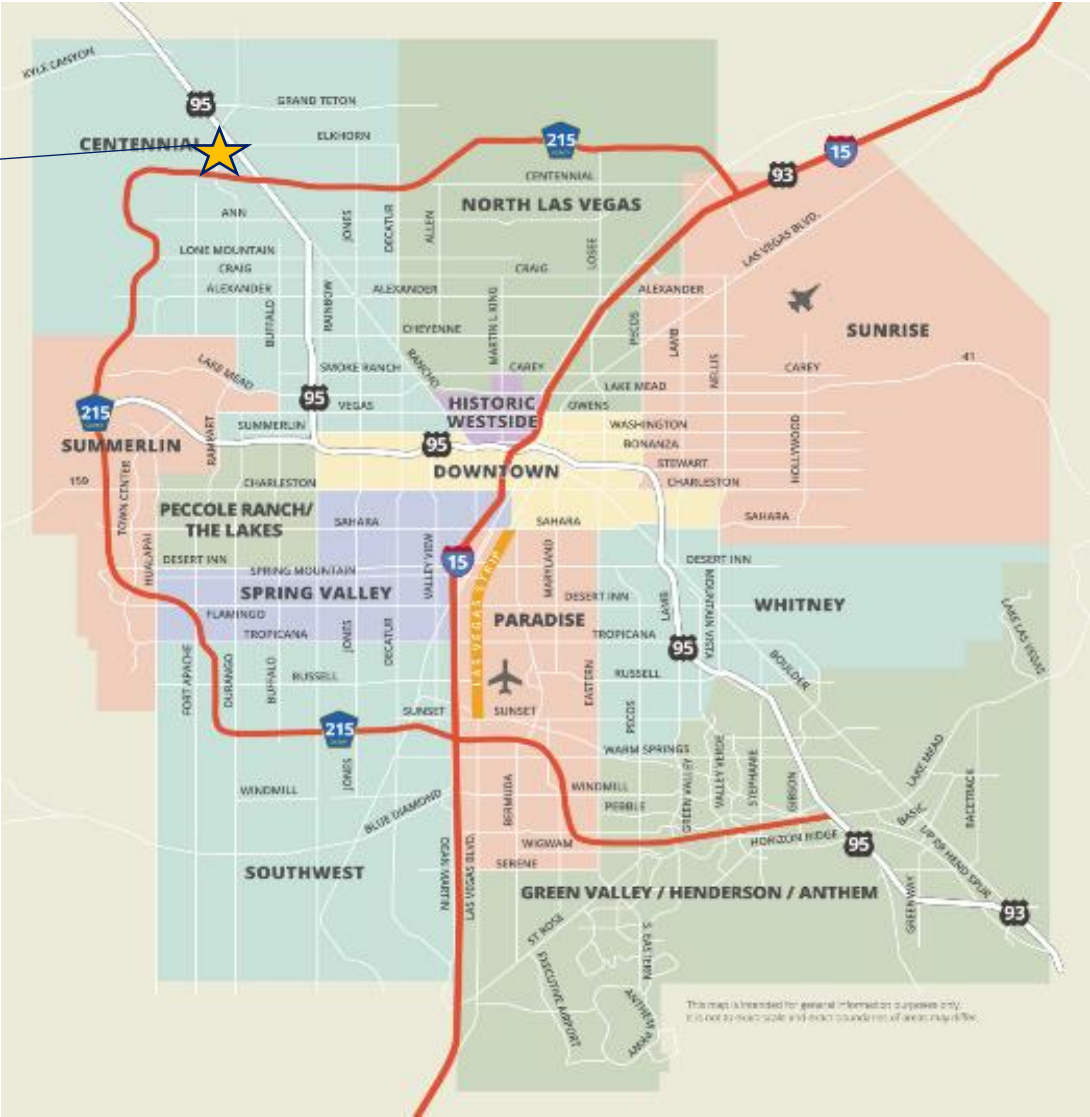 KYLE CANYON
95
GRAND TETON
CENTENNIAL
ELKHORN
215
15
93
CENTENNIAL
NORTH LAS VEGAS
ANN
JONES
DECATUR
ALLEN
LOSEE
LAS VEGAS BLVD.
LONE MOUNTAIN
CRAIG
CRAIG
ALEXANDER
ALEXANDER
ALEXANDER
BUFFALO
RAINBOW
MARTIN L KING
PECOS
LAMB
NELLIS
SUNRISE
CHEYENNE
RANCHO
LAKE MEAD
SMOKE RANCH
CAREY
CAREY
41
LAKE MEAD
95
VEGAS
HISTORIC
WESTSIDE
OWENS
215
SUMMERLIN
RAMPART
SUMMERLIN
95
WASHINGTON
BONANZA
HOLLYWOOD
DOWNTOWN
STEWART
159
TOWN CENTER
CHARLESTON
CHARLESTON
PECCOLE RANCH/
THE LAKES
SAHARA
SAHARA
SAHARA
HUALAPAI
DESERT INN
VALLEY VIEW
15
LAS VEGAS STRIP
MARYLAND
DESERT INN
SPRING MOUNTAIN
SPRING VALLEY
DESERT INN
LAMB
MOUNTAIN VISTA
WHITNEY
LAKE LAS VEGAS
FLAMINGO
PARADISE
TROPICANA
JONES
DECATUR
TROPICANA
95
BOULDER
FORT APACHE
DURANGO
BUFFALO
RUSSELL
EASTERN
RUSSELL
PECOS
SUNSET
SUNSET
215
WARM SPRINGS
GREEN VALLEY
VALLEY VERDE
STEPHANIE
GIBSON
LAKE MEAD
RACETRACK
WINDMILL
JONES
BLUE DIAMOND
BERMUDA
WINDMILL
PEBBLE
BASIC
DEAN MARTIN
LAS VEGAS BLVD.
WIGWAM
HORIZON RIDGE
95
SERENE
SOUTHWEST
GREEN VALLEY / HENDERSON / ANTHEM
GREENWAY
93
ST ROSE
S. EASTERN
EXECUTIVE AIRPORT
ANTHEM PKWY
This map is intended for general information purposes only.
It is not to exact scale and exact boundaries of areas may differ.